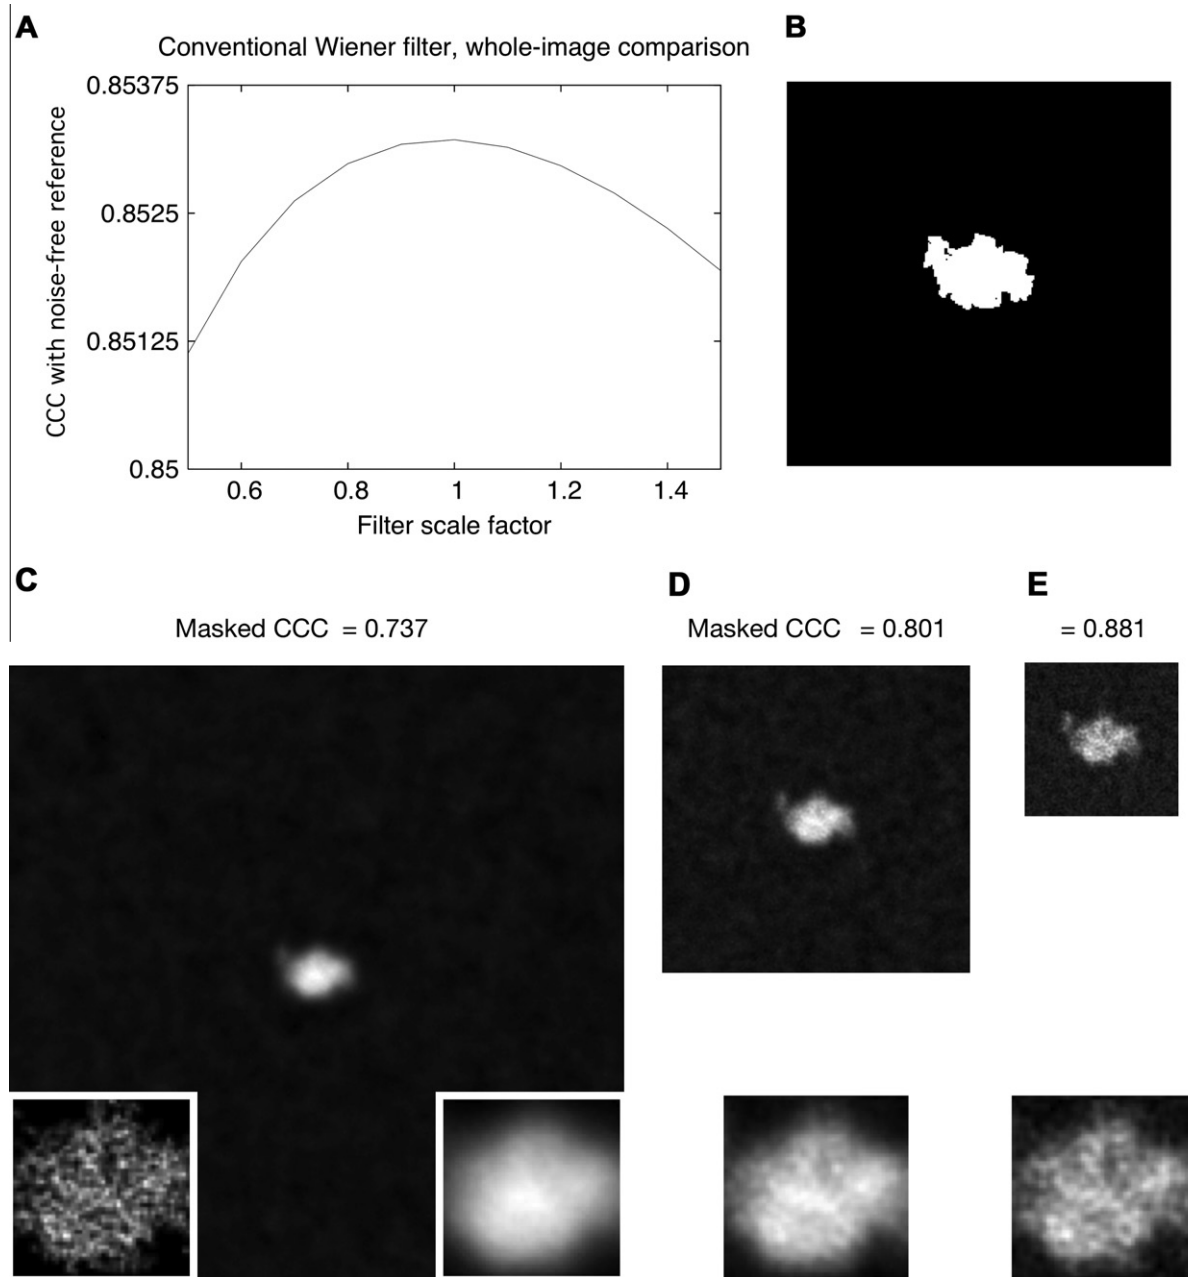 A
B
Conventional Wiener filter, whole-image comparison
CCC with noise-free reference
0.85375
0.8525
0.85125
0.85
0.6
0.8
1
1.2
1.4
Filter scale factor
C
D
E
Masked CCC = 0.737
Masked CCC = 0.801
= 0.881